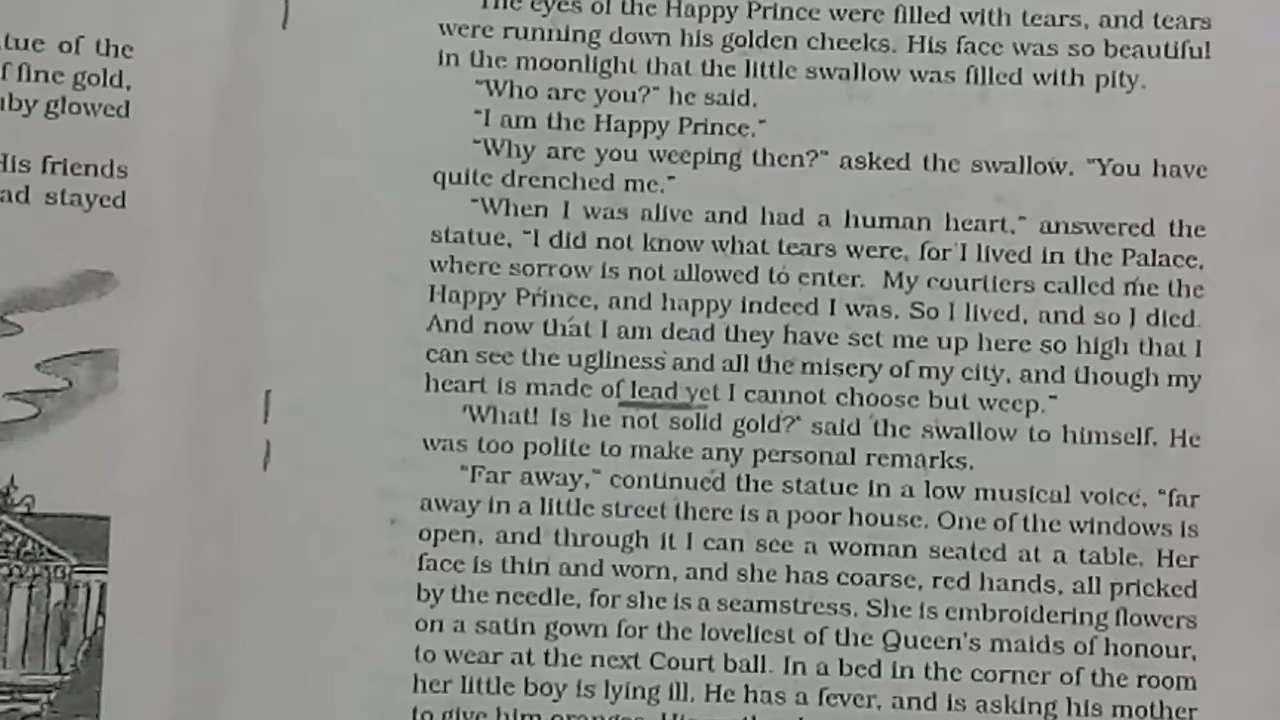 tue of the
f fine gold,
uby glowed
His friends
ad stayed
The eyes of the Happy Prince were filled with tears, and tears
were running down his golden cheeks. His face was so beautiful
in the moonlight that the little swallow was filled with pity.
"Who are you?" he said.
"I am the Happy Prince."
"Why are you weeping then?" asked the swallow. "You have
quite drenched me."
"When I was alive and had a human heart," answered the
statue, "I did not know what tears were, for I lived in the Palace,
where sorrow is not allowed to enter. My courtiers called me the
Happy Prince, and happy indeed I was. So I lived, and so I died.
And now that I am dead they have set me up here so high that I
can see the ugliness and all the misery of my city, and though my
heart is made of lead yet I cannot choose but weep."
'What! Is he not solid gold?' said the swallow to himself. He
was too polite to make any personal remarks.
"Far away," continued the statue in a low musical voice, "far
away in a little street there is a poor house. One of the windows is
open, and through it I can see a woman seated at a table. Her
face is thin and worn, and she has coarse, red hands, all pricked
by the needle, for she is a seamstress. She is embroidering flowers
on a satin gown for the loveliest of the Queen's maids of honour,
to wear at the next Court ball. In a bed in the corner of the room
her little boy is lying ill. He has a fever, and is asking his mother
to give him oranges.